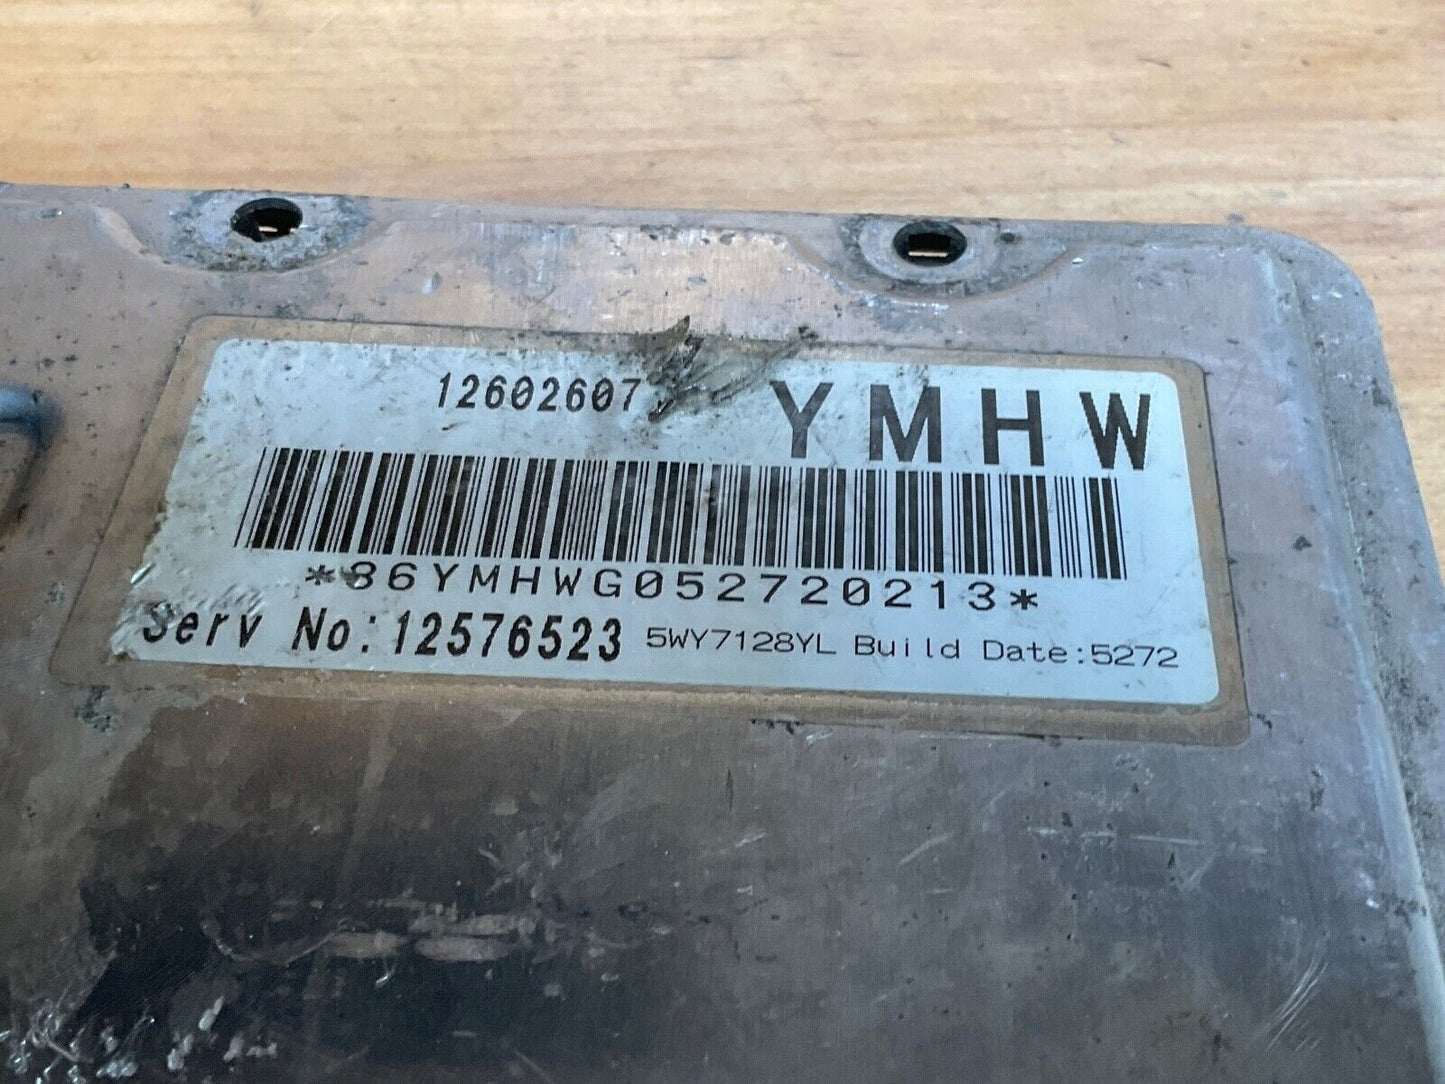 12602607 YMHW
*86YMHWG052720213*
Serv No:12576523 5WY7128YL Build Date:5272